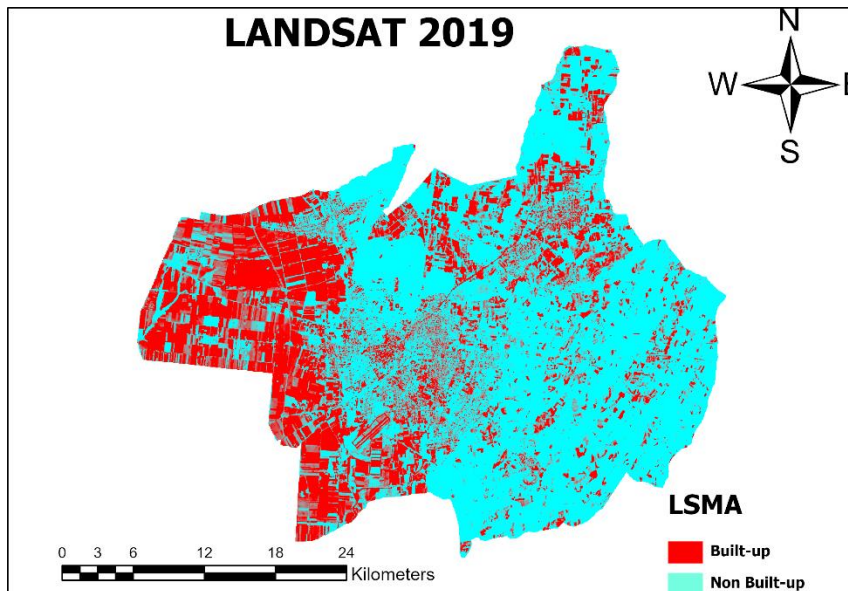 LANDSAT 2019
N
W
E
S
LSMA
Built-up
Non Built-up
0 3 6 12 18 24
Kilometers